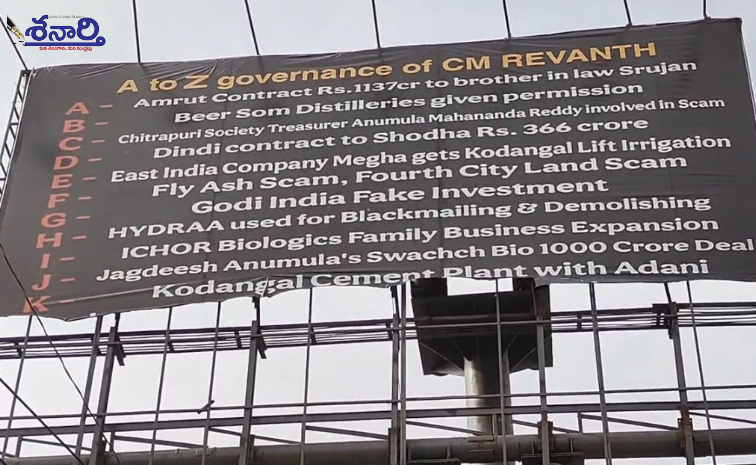 శనార్తి
మన తెలంగాణ.. మన ముచ్చట్లు
A to Z governance of CM REVANTH
A - Amrut Contract Rs.1137cr to brother in law Srujan
B - Beer Som Distilleries given permission
C - Chitrapuri Society Treasurer Anumula Mahananda Reddy involved in Scam
D - Dindi contract to Shodha Rs. 366 crore
E - East India Company Megha gets Kodangal Lift Irrigation
F - Fly Ash Scam, Fourth City Land Scam
G - Godi India Fake Investment
H - HYDRAA used for Blackmailing & Demolishing
I - ICHOR Biologics Family Business Expansion
J - Jagdeesh Anumula's Swachch Bio 1000 Crore Deal
K - Kodangal Cement Plant with Adani